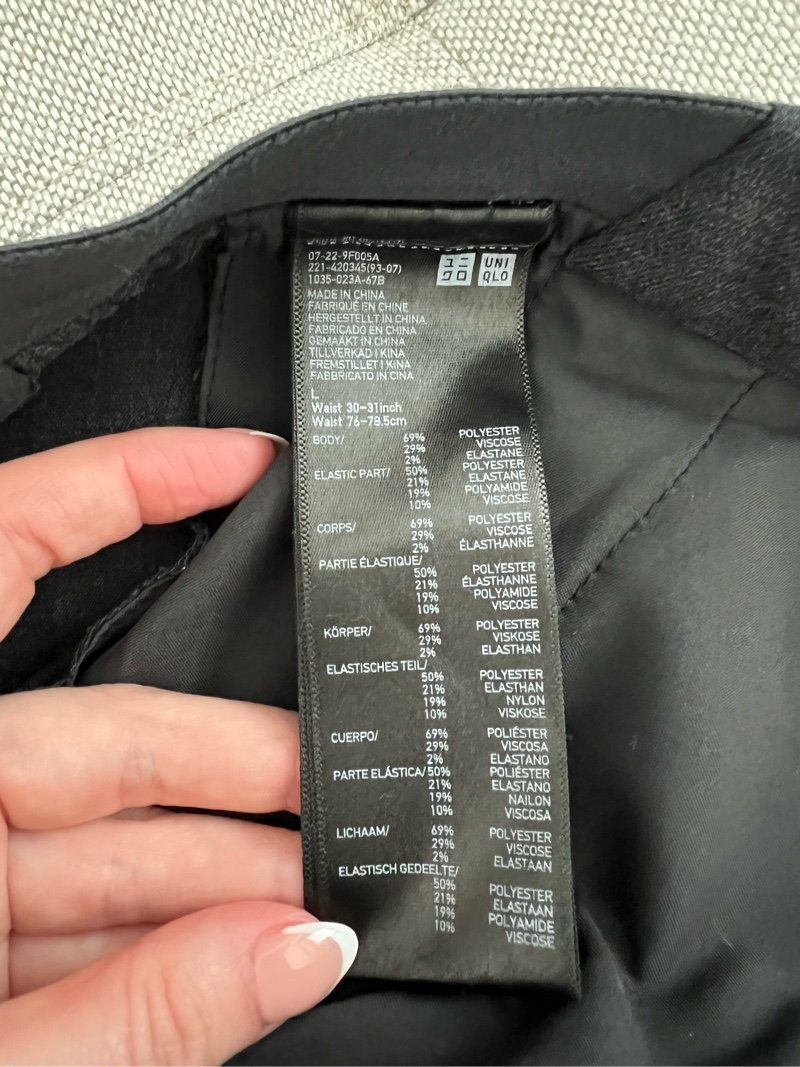 07-22-9F005A
221-420345(93-07)
1035-023A-67B
ユニ
クロ
UNI
QLO
MADE IN CHINA
FABRIQUÉ EN CHINE
HERGESTELLT IN CHINA
FABRICADO EN CHINA
GEMAAKT IN CHINA
TILLVERKAD I KINA
FREMSTILLET I KINA
FABBRICATO IN CINA
L
Waist 30-31inch
Waist 76-79.5cm
BODY/ 69% POLYESTER
29% VISCOSE
2% ELASTANE
ELASTIC PART/ 50% POLYESTER
21% ELASTANE
19% POLYAMIDE
10% VISCOSE
CORPS/ 69% POLYESTER
29% VISCOSE
2% ÉLASTHANNE
PARTIE ÉLASTIQUE/
50% POLYESTER
21% ÉLASTHANNE
19% POLYAMIDE
10% VISCOSE
KÖRPER/ 69% POLYESTER
29% VISKOSE
2% ELASTHAN
ELASTISCHES TEIL/
50% POLYESTER
21% ELASTHAN
19% NYLON
10% VISKOSE
CUERPO/ 69% POLIÉSTER
29% VISCOSA
2% ELASTANO
PARTE ELÁSTICA/ 50% POLIÉSTER
21% ELASTANO
19% NAILON
10% VISCOSA
LICHAAM/ 69% POLYESTER
29% VISCOSE
2% ELASTAAN
ELASTISCH GEDEELTE/
50% POLYESTER
21% ELASTAAN
19% POLYAMIDE
10% VISCOSE